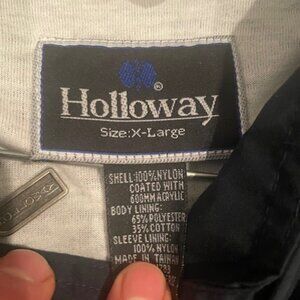 Holloway
®
Size:X-Large
SHELL:100%NYLON
COATED WITH
600MM ACRYLIC
BODY LINING:
65% POLYESTER
35% COTTON
SLEEVE LINING:
100% NYLON
MADE IN TAIWAN